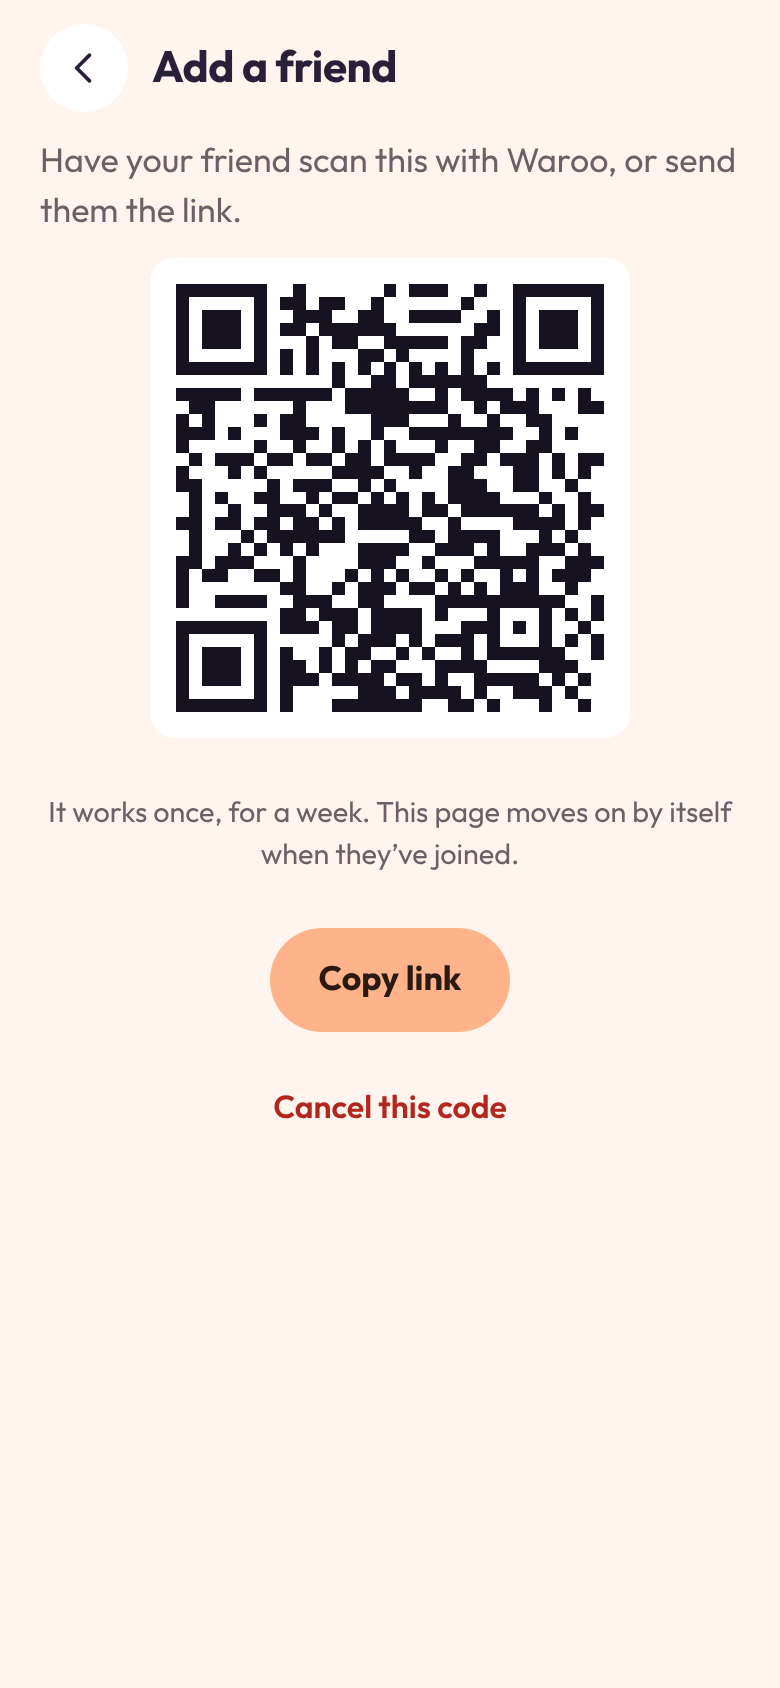 Add a friend
Have your friend scan this with Waroo, or send
them the link.
It works once, for a week. This page moves on by itself
when they’ve joined.
Copy link
Cancel this code